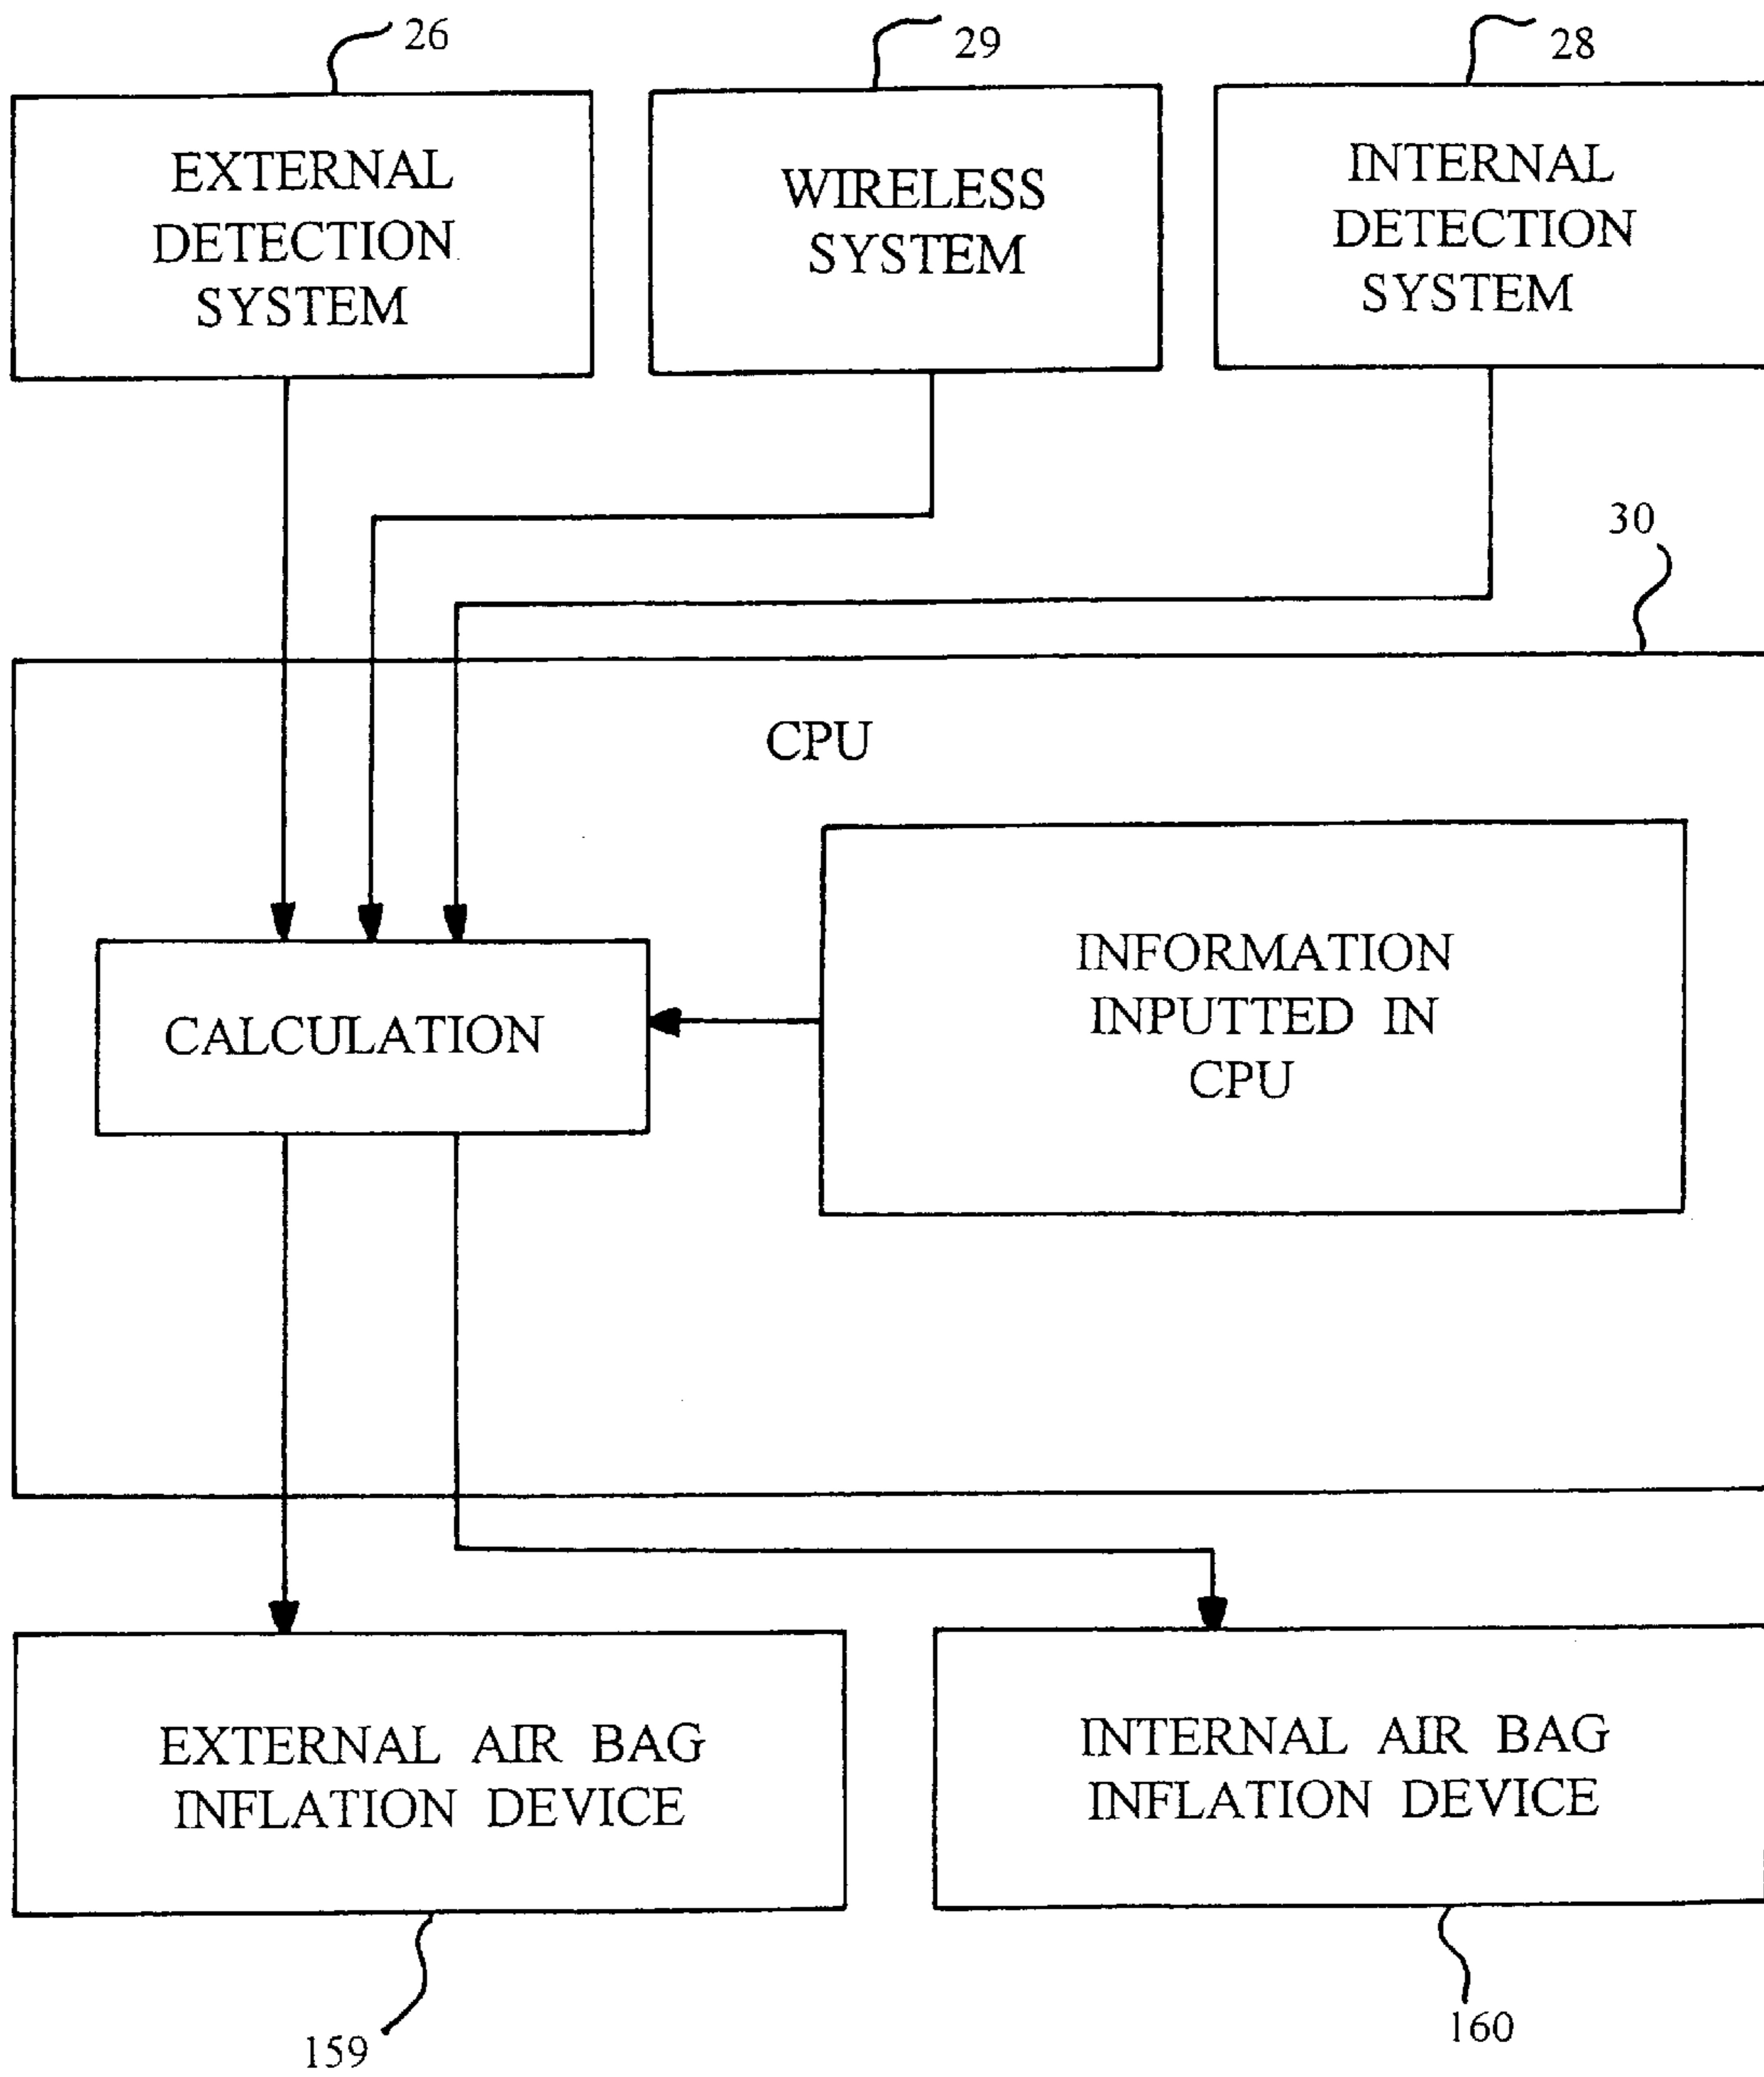 26
29
28
EXTERNAL
DETECTION
SYSTEM
WIRELESS
SYSTEM
INTERNAL
DETECTION
SYSTEM
30
CPU
INFORMATION
INPUTTED IN
CPU
CALCULATION
EXTERNAL AIR BAG
INFLATION DEVICE
INTERNAL AIR BAG
INFLATION DEVICE
159
160